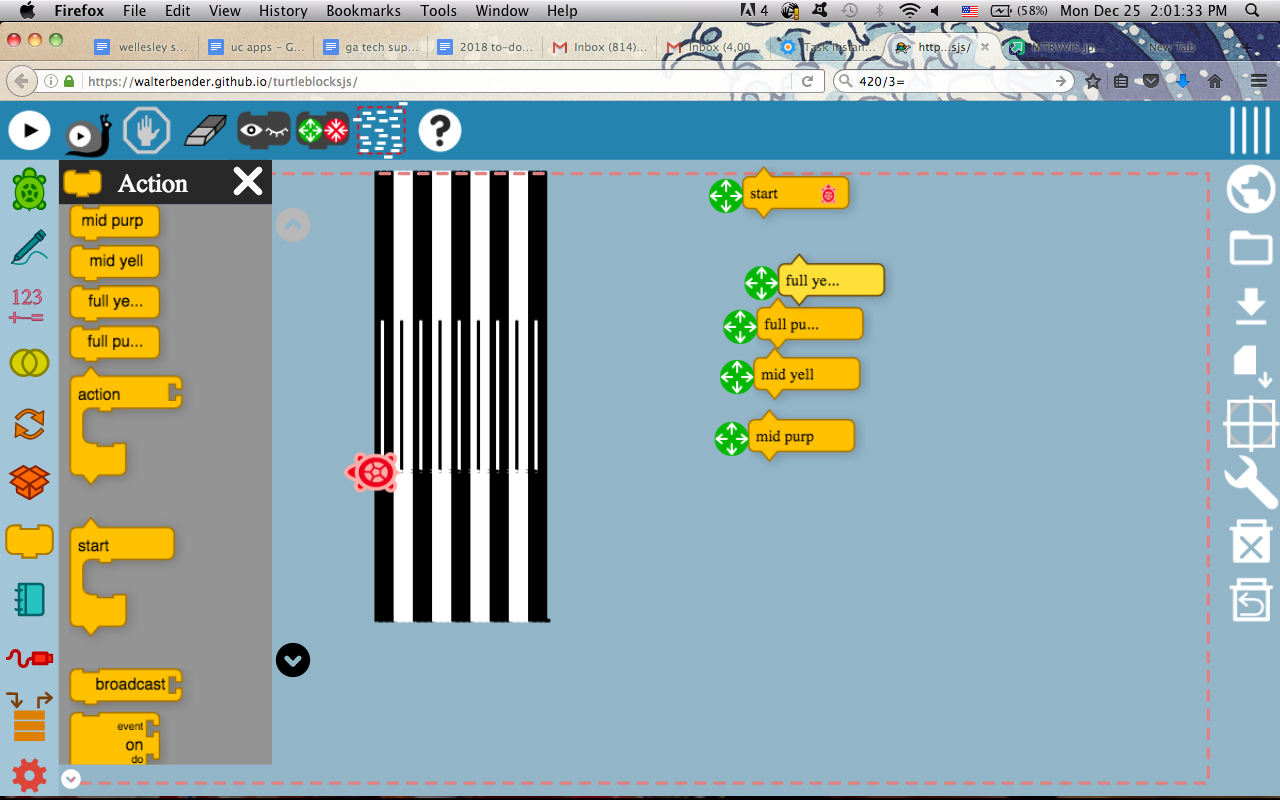 Firefox File Edit View History Bookmarks Tools Window Help 4 (58%) Mon Dec 25 2:01:33 PM
wellesley s... uc apps – G... ga tech sup... 2018 to-do... Inbox (814)... Inbox (4,00... Task Instan... http...sjs/ MTRVWi5.jp... New Tab
https://walterbender.github.io/turtleblocksjs/ 420/3=
?
Action
mid purp
mid yell
full ye...
full pu...
action
start
broadcast
event
on
do
123
start
full ye...
full pu...
mid yell
mid purp